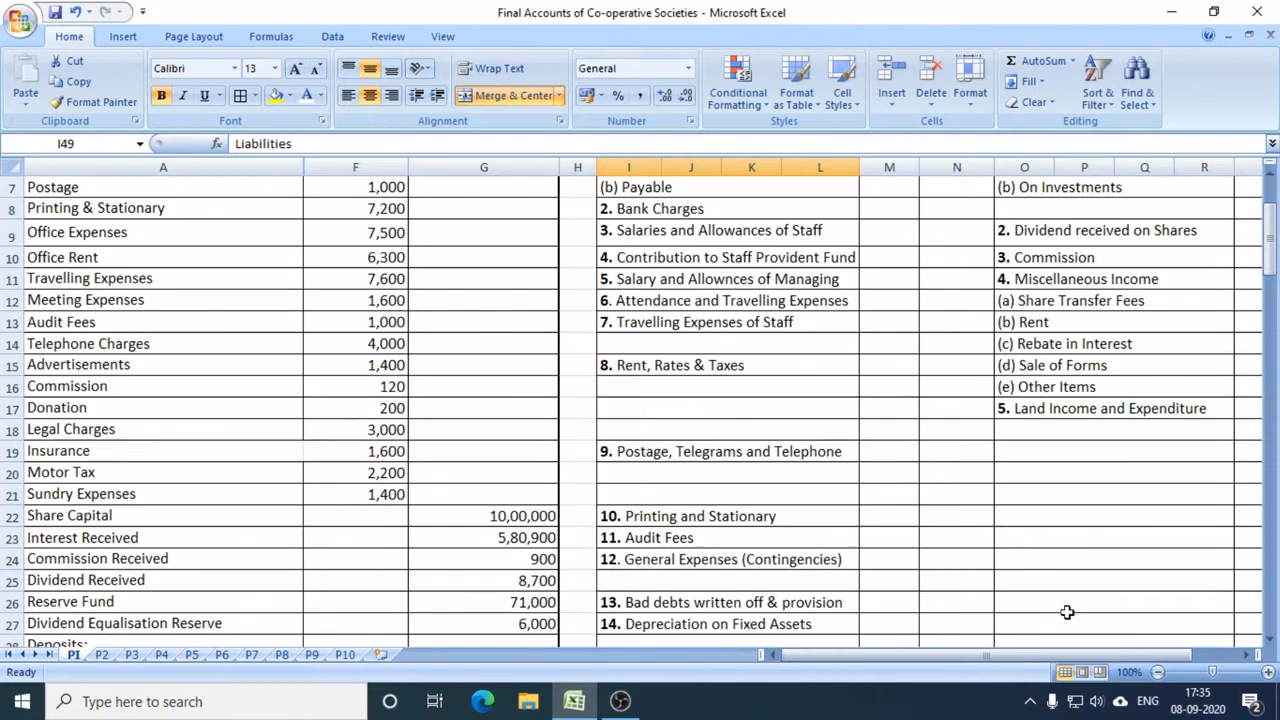 Final Accounts of Co-operative Societies - Microsoft Excel
Home Insert Page Layout Formulas Data Review View
Paste
Cut
Copy
Format Painter
Clipboard
Calibri 13
B I U
Font
Wrap Text
Merge & Center
Alignment
General
% ,
Number
Conditional Formatting
Format as Table
Cell Styles
Styles
Insert Delete Format
Cells
Σ AutoSum
Fill
Clear
Sort & Filter
Find & Select
Editing
I49 fx Liabilities
A F G H I J K L M N O P Q R
7 Postage 1,000 (b) Payable (b) On Investments
8 Printing & Stationary 7,200 2. Bank Charges
9 Office Expenses 7,500 3. Salaries and Allowances of Staff 2. Dividend received on Shares
10 Office Rent 6,300 4. Contribution to Staff Provident Fund 3. Commission
11 Travelling Expenses 7,600 5. Salary and Allownces of Managing 4. Miscellaneous Income
12 Meeting Expenses 1,600 6. Attendance and Travelling Expenses (a) Share Transfer Fees
13 Audit Fees 1,000 7. Travelling Expenses of Staff (b) Rent
14 Telephone Charges 4,000 (c) Rebate in Interest
15 Advertisements 1,400 8. Rent, Rates & Taxes (d) Sale of Forms
16 Commission 120 (e) Other Items
17 Donation 200 5. Land Income and Expenditure
18 Legal Charges 3,000
19 Insurance 1,600 9. Postage, Telegrams and Telephone
20 Motor Tax 2,200
21 Sundry Expenses 1,400
22 Share Capital 10,00,000 10. Printing and Stationary
23 Interest Received 5,80,900 11. Audit Fees
24 Commission Received 900 12. General Expenses (Contingencies)
25 Dividend Received 8,700
26 Reserve Fund 71,000 13. Bad debts written off & provision
27 Dividend Equalisation Reserve 6,000 14. Depreciation on Fixed Assets
28 Deposits:
PI P2 P3 P4 P5 P6 P7 P8 P9 P10
Ready 100%
Type here to search
ENG
17:35
08-09-2020
2